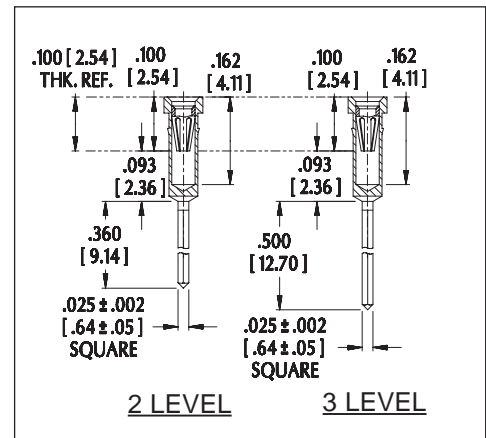 .100 [ 2.54 ]
THK. REF.
.100
[ 2.54 ]
.162
[ 4.11 ]
.093
[ 2.36 ]
.360
[ 9.14 ]
.025 ± .002
[ .64 ± .05 ]
SQUARE
2 LEVEL
.100
[ 2.54 ]
.162
[ 4.11 ]
.093
[ 2.36 ]
.500
[ 12.70 ]
.025 ± .002
[ .64 ± .05 ]
SQUARE
3 LEVEL